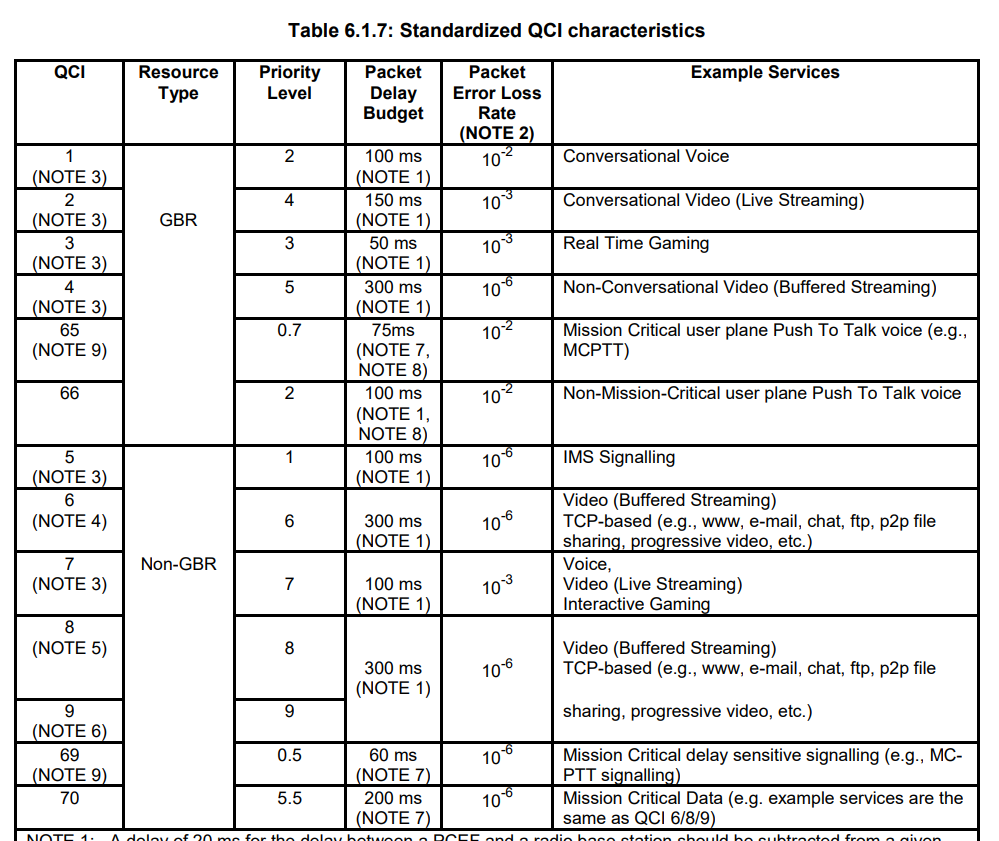 Table 6.1.7: Standardized QCI characteristics
QCI Resource Type Priority Level Packet Delay Budget Packet Error Loss Rate (NOTE 2) Example Services
1 (NOTE 3) GBR 2 100 ms (NOTE 1) 10-2 Conversational Voice
2 (NOTE 3) 4 150 ms (NOTE 1) 10-3 Conversational Video (Live Streaming)
3 (NOTE 3) 3 50 ms (NOTE 1) 10-3 Real Time Gaming
4 (NOTE 3) 5 300 ms (NOTE 1) 10-6 Non-Conversational Video (Buffered Streaming)
65 (NOTE 9) 0.7 75ms (NOTE 7, NOTE 8) 10-2 Mission Critical user plane Push To Talk voice (e.g., MCPTT)
66 2 100 ms (NOTE 1, NOTE 8) 10-2 Non-Mission-Critical user plane Push To Talk voice
5 (NOTE 3) Non-GBR 1 100 ms (NOTE 1) 10-6 IMS Signalling
6 (NOTE 4) 6 300 ms (NOTE 1) 10-6 Video (Buffered Streaming) TCP-based (e.g., www, e-mail, chat, ftp, p2p file sharing, progressive video, etc.)
7 (NOTE 3) 7 100 ms (NOTE 1) 10-3 Voice, Video (Live Streaming) Interactive Gaming
8 (NOTE 5) 8 300 ms (NOTE 1) 10-6 Video (Buffered Streaming) TCP-based (e.g., www, e-mail, chat, ftp, p2p file
9 (NOTE 6) 9 sharing, progressive video, etc.)
69 (NOTE 9) 0.5 60 ms (NOTE 7) 10-6 Mission Critical delay sensitive signalling (e.g., MC-PTT signalling)
70 5.5 200 ms (NOTE 7) 10-6 Mission Critical Data (e.g. example services are the same as QCI 6/8/9)
NOTE 1: A delay of 20 ms for the delay between a PCEF and a radio base station should be subtracted from a given